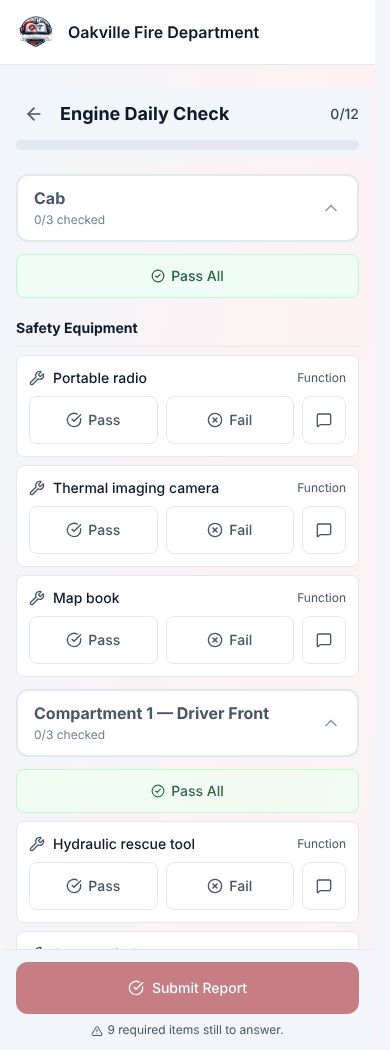 Oakville Fire Department
Engine Daily Check 0/12
Cab
0/3 checked
Pass All
Safety Equipment
Portable radio Function
Pass Fail
Thermal imaging camera Function
Pass Fail
Map book Function
Pass Fail
Compartment 1 — Driver Front
0/3 checked
Pass All
Hydraulic rescue tool Function
Pass Fail
Submit Report
9 required items still to answer.